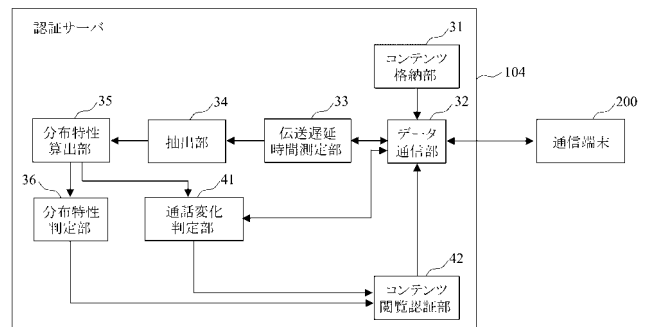 認証サーバ
31
コンテンツ
格納部
104
35
34
33
32
200
分布特性
算出部
抽出部
伝送遅延
時間測定部
データ
通信部
通信端末
36
41
分布特性
判定部
通話変化
判定部
42
コンテンツ
閲覧認証部